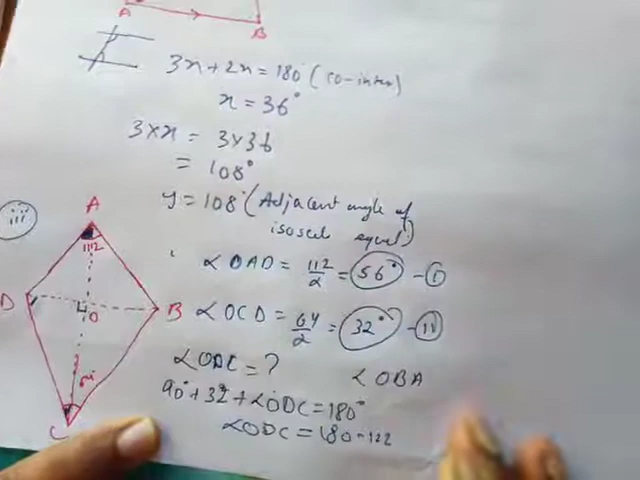 A
B
3x + 2x = 180° (co-inter)
x = 36°
3 × x = 3 × 36
= 108°
y = 108° (Adjacent angle of
isoscel equal)
iii
A
112
D
O
B
C
∠OAD = 112/2 = 56° - i
∠OCD = 64/2 = 32° - ii
∠ODC = ?
∠OBA
90° + 32° + ∠ODC = 180°
∠ODC = 180 - 122